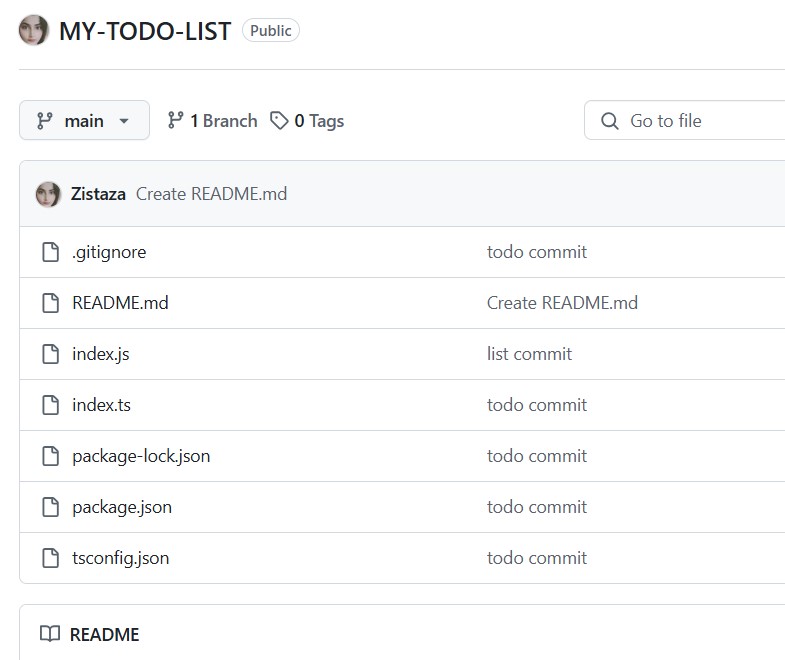 MY-TODO-LIST Public
main 1 Branch 0 Tags Go to file
Zistaza Create README.md
.gitignore todo commit
README.md Create README.md
index.js list commit
index.ts todo commit
package-lock.json todo commit
package.json todo commit
tsconfig.json todo commit
README